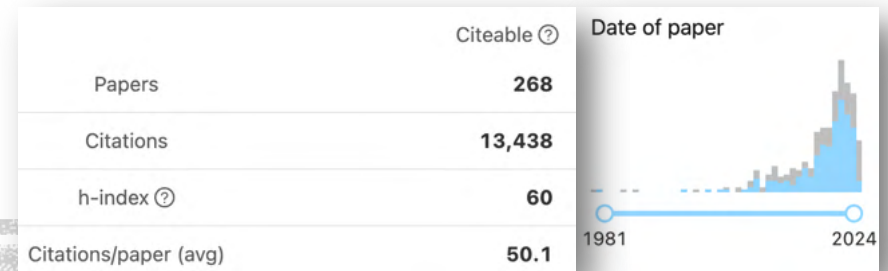 Citeable ?
Papers 268
Citations 13,438
h-index ? 60
Citations/paper (avg) 50.1
Date of paper
1981 2024